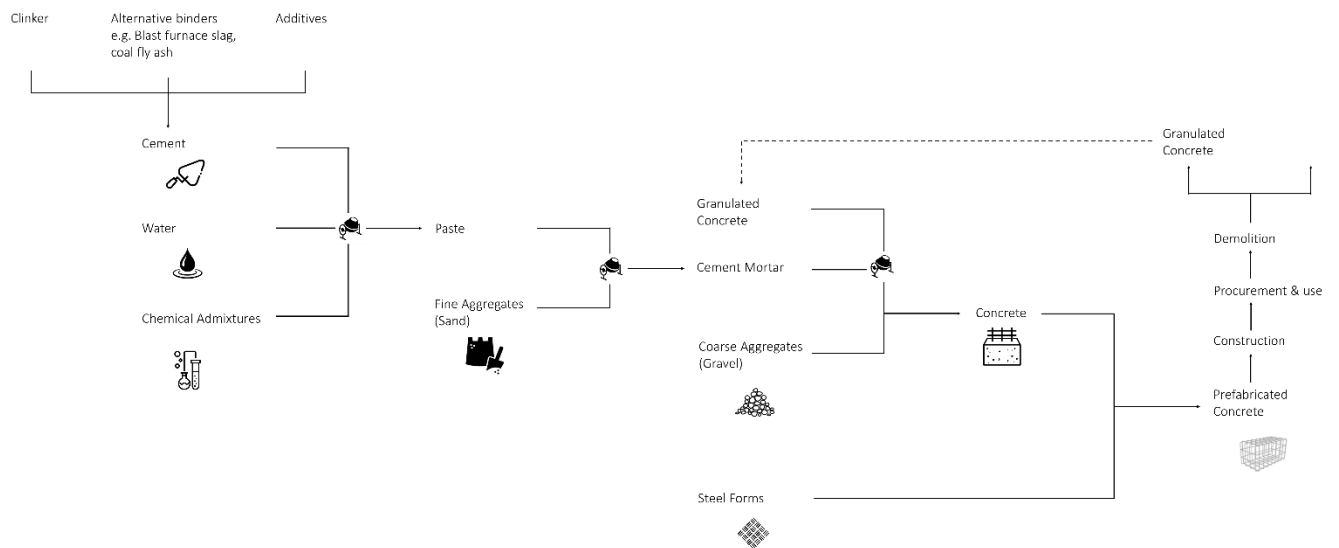 Clinker
Alternative binders
e.g. Blast furnace slag,
coal fly ash
Additives
Cement
Water
Chemical Admixtures
Paste
Fine Aggregates
(Sand)
Granulated
Concrete
Cement Mortar
Coarse Aggregates
(Gravel)
Steel Forms
Concrete
Granulated
Concrete
Demolition
Procurement & use
Construction
Prefabricated
Concrete